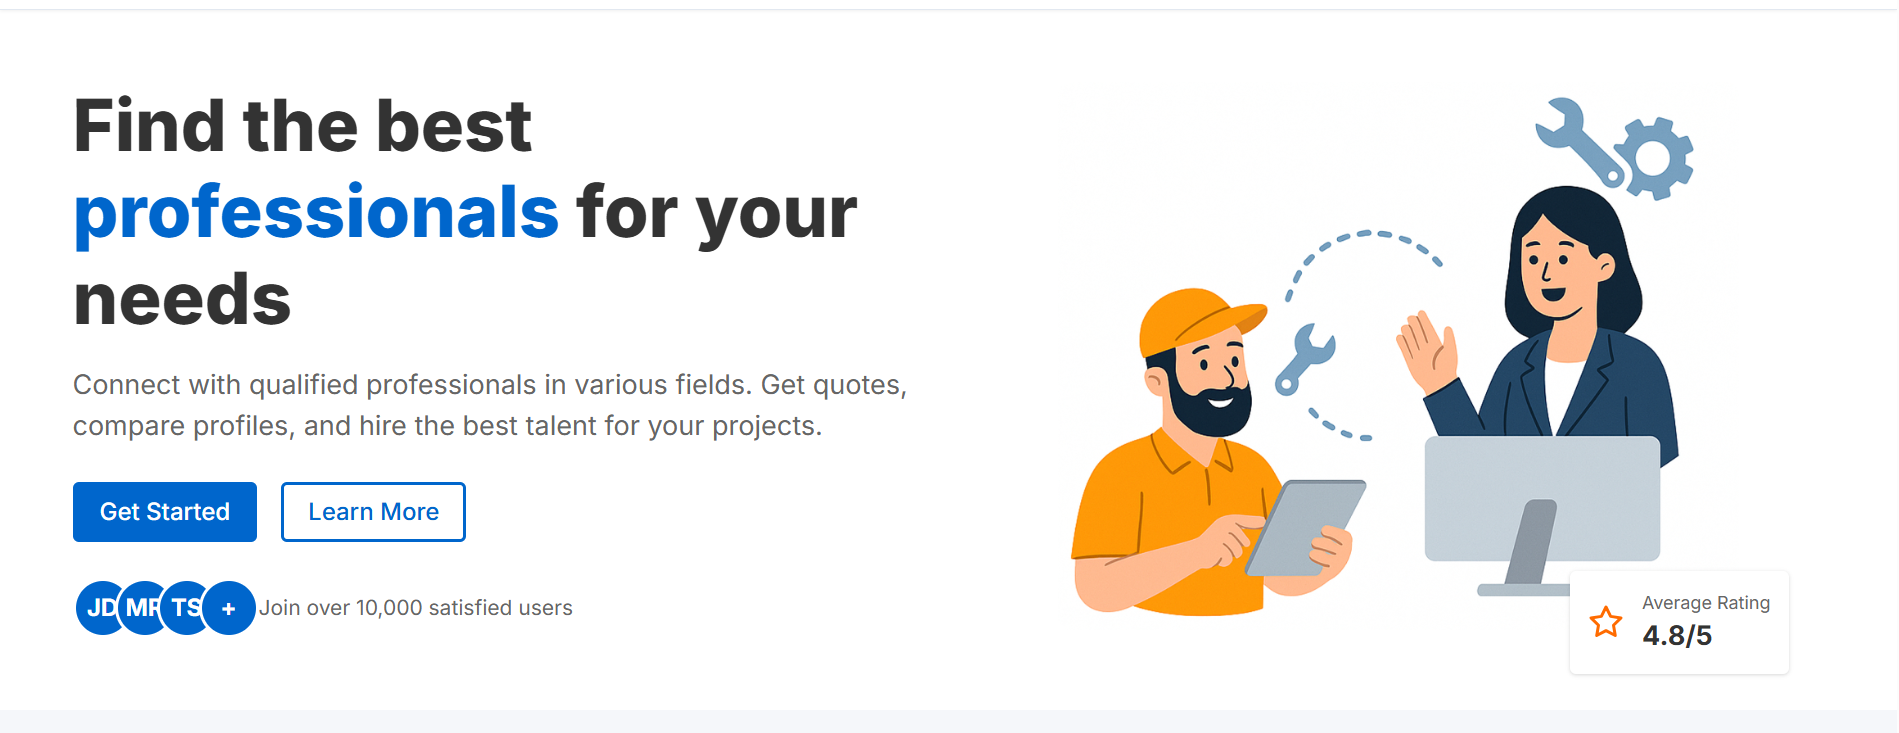 Find the best
professionals for your
needs
Connect with qualified professionals in various fields. Get quotes,
compare profiles, and hire the best talent for your projects.
Get Started
Learn More
JD MR TS + Join over 10,000 satisfied users
Average Rating
4.8/5